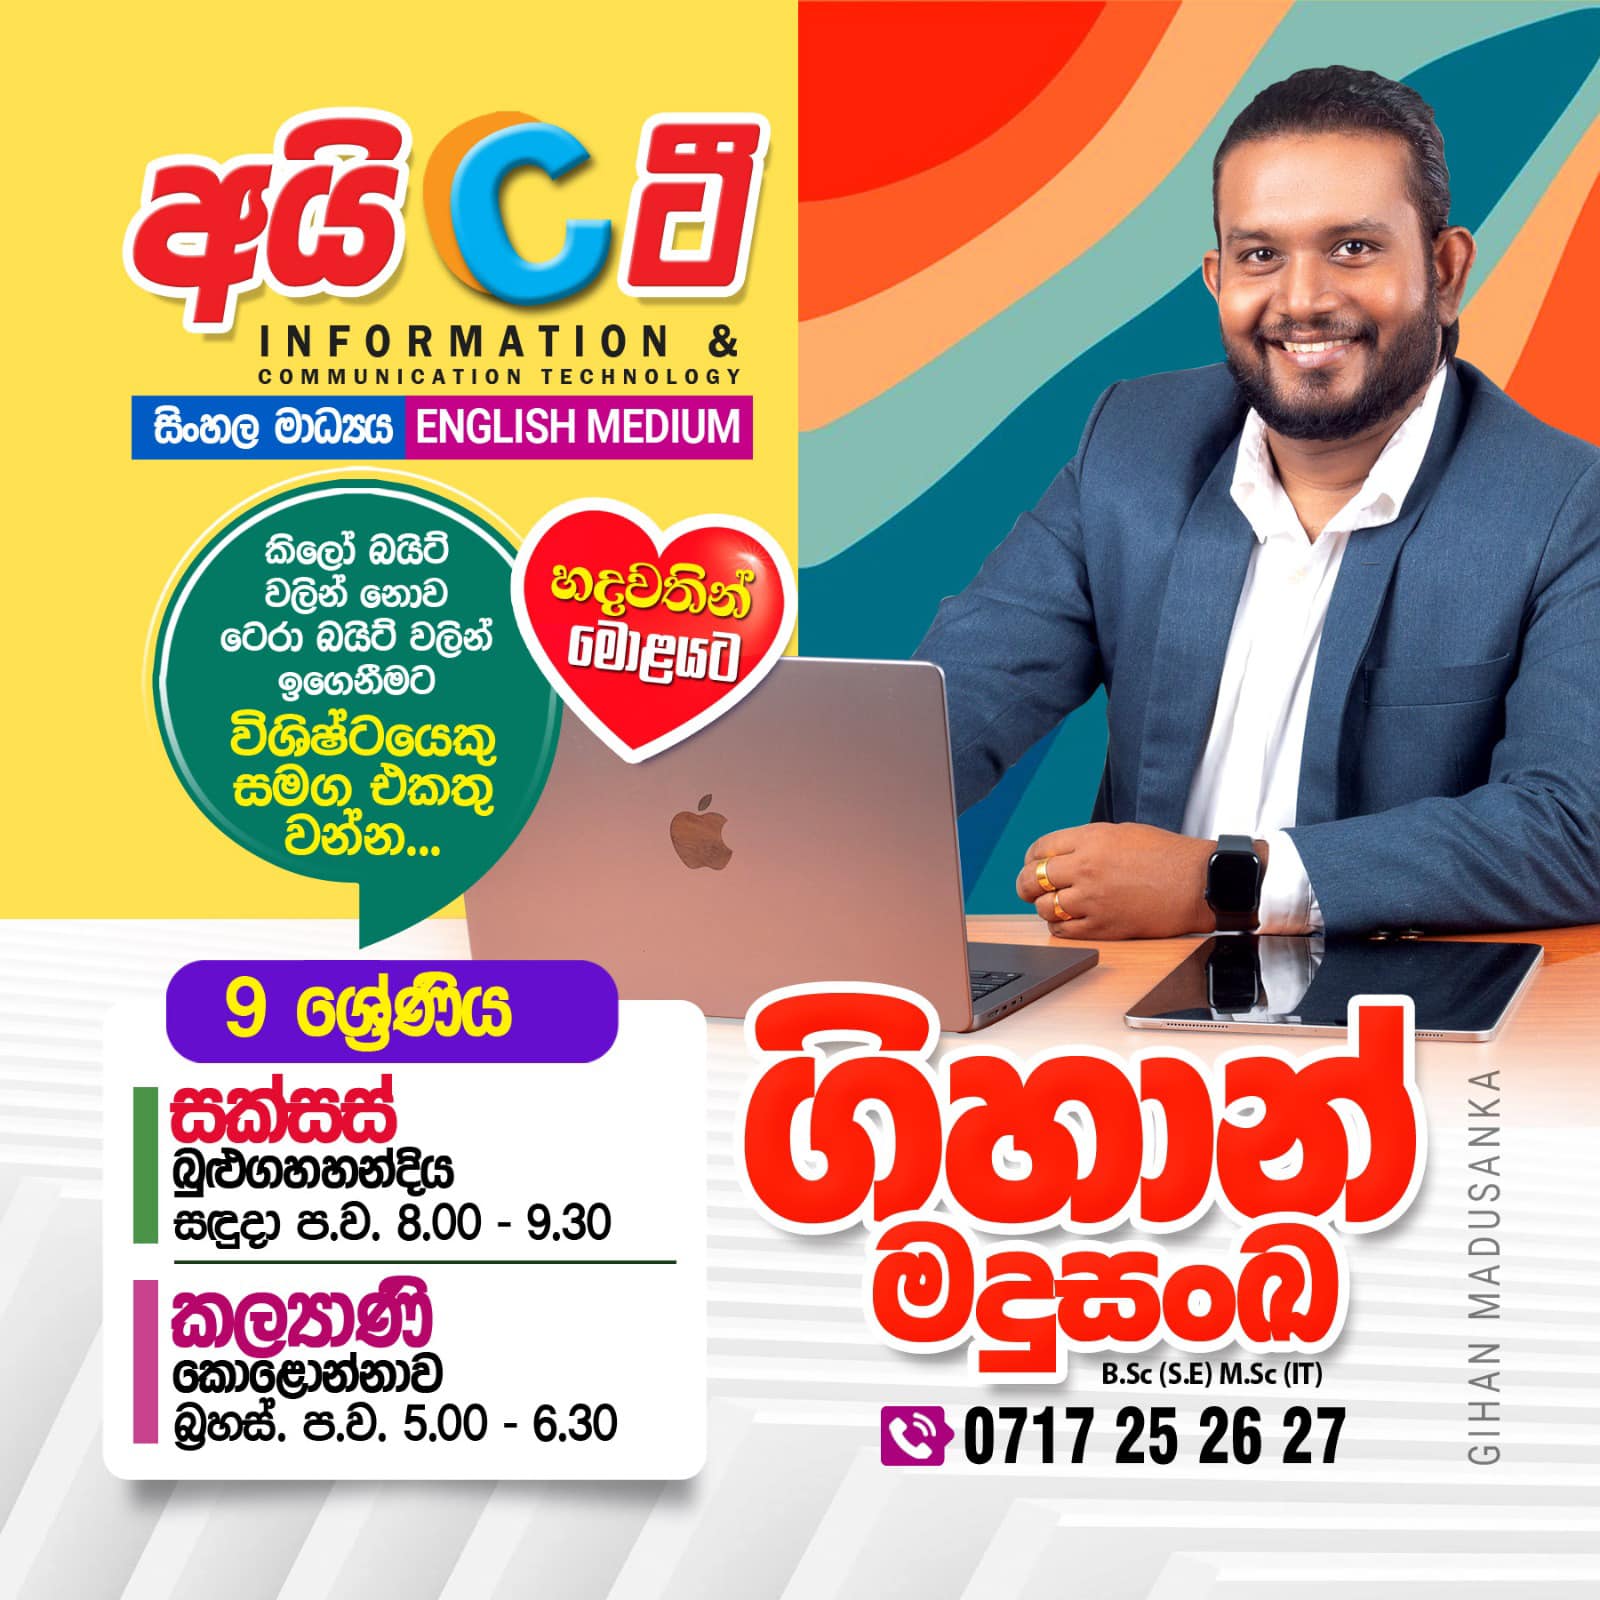 අයි C ටී
INFORMATION &
COMMUNICATION TECHNOLOGY
සිංහල මාධ්‍යය ENGLISH MEDIUM
කිලෝ බයිට්
වලින් නොව
ටෙරා බයිට් වලින්
ඉගෙනීමට
විශිෂ්ටයෙකු
සමග එකතු
වන්න...
හදවතින්
මොළයට
9 ශ්‍රේණිය
සක්සස්
බුළුගහහන්දිය
සඳුදා ප.ව. 8.00 - 9.30
කල්‍යාණි
කොළොන්නාව
බ්‍රහස්. ප.ව. 5.00 - 6.30
ගිහාන්
මදුසංඛ
B.Sc (S.E) M.Sc (IT)
0717 25 26 27
GIHAN MADUSANKA